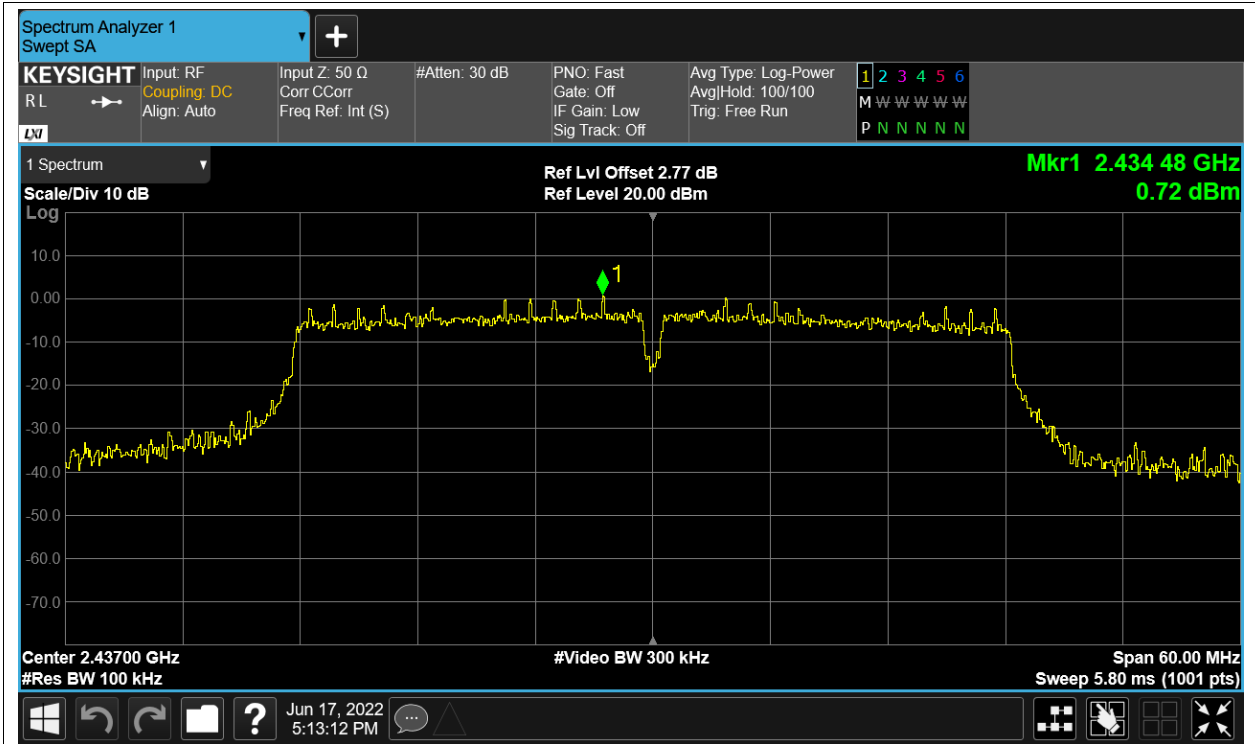 Spectrum Analyzer 1
Swept SA
KEYSIGHT
R L
LXI
Input: RF
Coupling: DC
Align: Auto
Input Z: 50 Ω
Corr CCorr
Freq Ref: Int (S)
#Atten: 30 dB
PNO: Fast
Gate: Off
IF Gain: Low
Sig Track: Off
Avg Type: Log-Power
Avg|Hold: 100/100
Trig: Free Run
1 2 3 4 5 6
M W W W W W
P N N N N N
1 Spectrum
Scale/Div 10 dB
Log
Ref Lvl Offset 2.77 dB
Ref Level 20.00 dBm
Mkr1 2.434 48 GHz
0.72 dBm
1
10.0
0.00
-10.0
-20.0
-30.0
-40.0
-50.0
-60.0
-70.0
Center 2.43700 GHz
#Video BW 300 kHz
Span 60.00 MHz
#Res BW 100 kHz
Sweep 5.80 ms (1001 pts)
?
Jun 17, 2022
5:13:12 PM